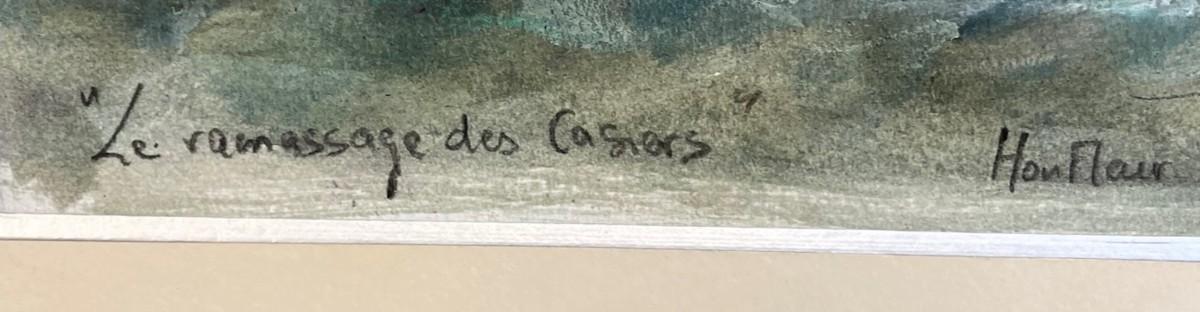 "Le ramassage des Casiers" Honfleur